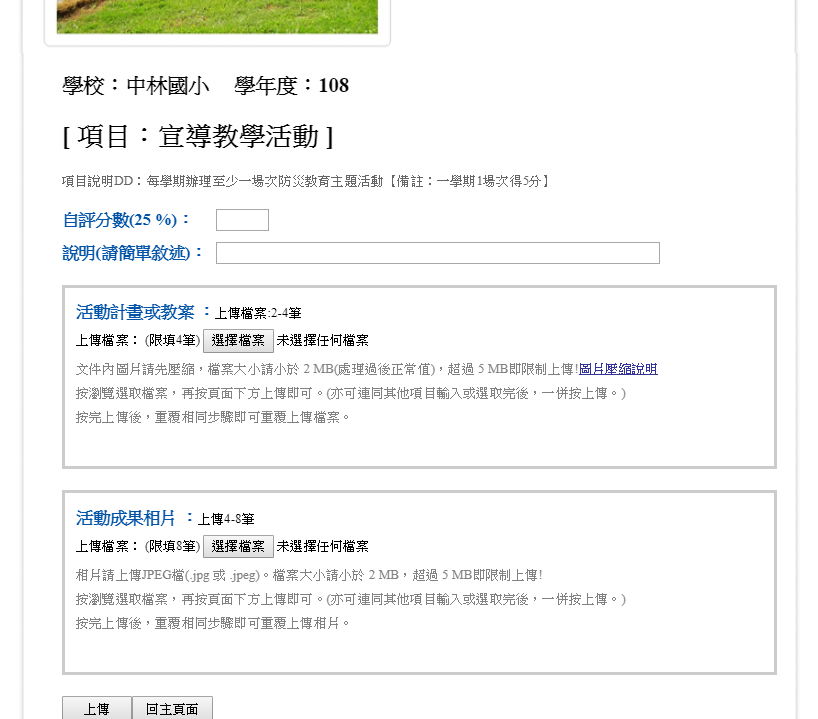 學校：中林國小 學年度：108
[ 項目：宣導教學活動 ]
項目說明DD：每學期辦理至少一場次防災教育主題活動【備註：一學期1場次得5分】
自評分數(25 %)：
說明(請簡單敘述)：
活動計畫或教案 ：上傳檔案:2-4筆
上傳檔案： (限填4筆) 選擇檔案 未選擇任何檔案
文件內圖片請先壓縮，檔案大小請小於 2 MB(處理過後正常值)，超過 5 MB即限制上傳!圖片壓縮說明
按瀏覽選取檔案，再按頁面下方上傳即可。(亦可連同其他項目輸入或選取完後，一併按上傳。)
按完上傳後，重覆相同步驟即可重覆上傳檔案。
活動成果相片 ：上傳4-8筆
上傳檔案： (限填8筆) 選擇檔案 未選擇任何檔案
相片請上傳JPEG檔(.jpg 或 .jpeg)。檔案大小請小於 2 MB，超過 5 MB即限制上傳!
按瀏覽選取檔案，再按頁面下方上傳即可。(亦可連同其他項目輸入或選取完後，一併按上傳。)
按完上傳後，重覆相同步驟即可重覆上傳相片。
上傳 回主頁面